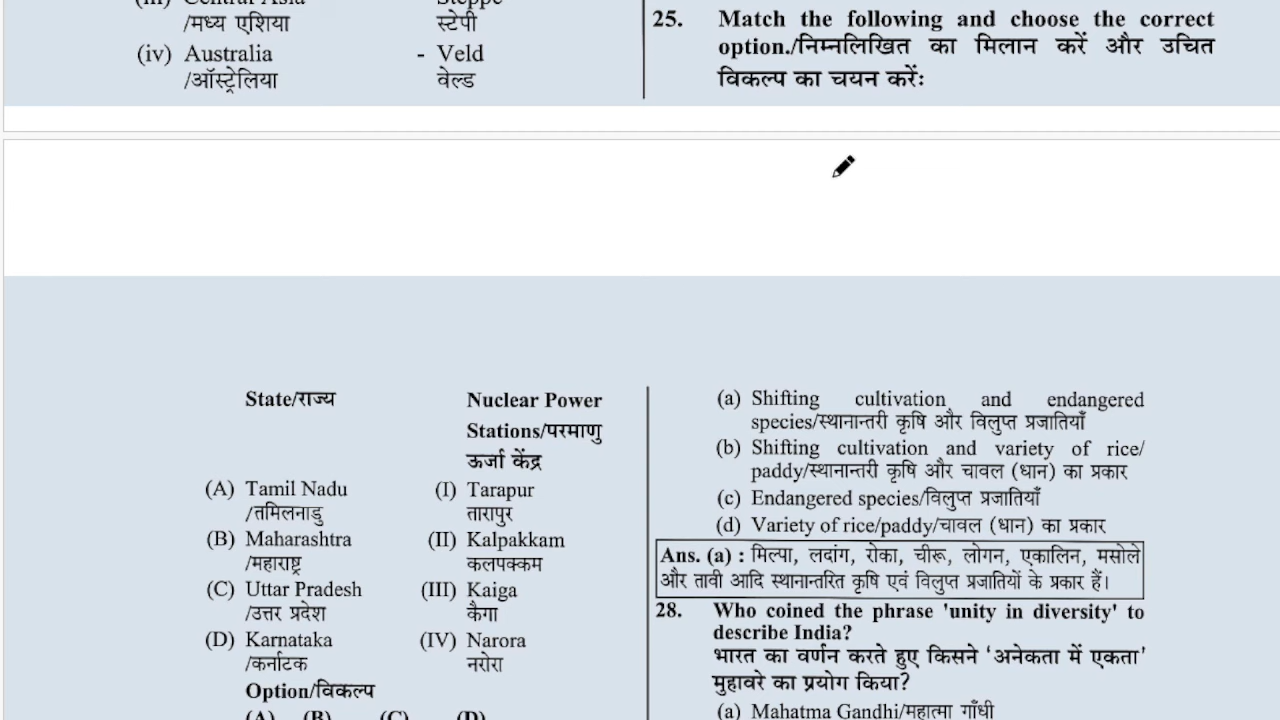 (iii) Central Asia Steppe
/मध्य एशिया स्टेपी
(iv) Australia - Veld
/ऑस्ट्रेलिया वेल्ड
25. Match the following and choose the correct
option./निम्नलिखित का मिलान करें और उचित
विकल्प का चयन करेंः
State/राज्य Nuclear Power
Stations/परमाणु
ऊर्जा केंद्र
(A) Tamil Nadu (I) Tarapur
/तमिलनाडु तारापुर
(B) Maharashtra (II) Kalpakkam
/महाराष्ट्र कलपक्कम
(C) Uttar Pradesh (III) Kaiga
/उत्तर प्रदेश कैगा
(D) Karnataka (IV) Narora
/कर्नाटक नरोरा
Option/विकल्प
(A) (B) (C) (D)
(a) Shifting cultivation and endangered
species/स्थानान्तरी कृषि और विलुप्त प्रजातियाँ
(b) Shifting cultivation and variety of rice/
paddy/स्थानान्तरी कृषि और चावल (धान) का प्रकार
(c) Endangered species/विलुप्त प्रजातियाँ
(d) Variety of rice/paddy/चावल (धान) का प्रकार
Ans. (a) : मिल्पा, लदांग, रोका, चीरू, लोगन, एकालिन, मसोले
और तावी आदि स्थानान्तरित कृषि एवं विलुप्त प्रजातियों के प्रकार हैं।
28. Who coined the phrase 'unity in diversity' to
describe India?
भारत का वर्णन करते हुए किसने ‘अनेकता में एकता’
मुहावरे का प्रयोग किया?
(a) Mahatma Gandhi/महात्मा गाँधी